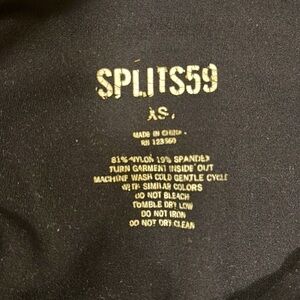 SPLITS59
XS
MADE IN CHINA
RN 123560
81% NYLON 19% SPANDEX
TURN GARMENT INSIDE OUT
MACHINE WASH COLD GENTLE CYCLE
WITH SIMILAR COLORS
DO NOT BLEACH
TUMBLE DRY LOW
DO NOT IRON
DO NOT DRY CLEAN